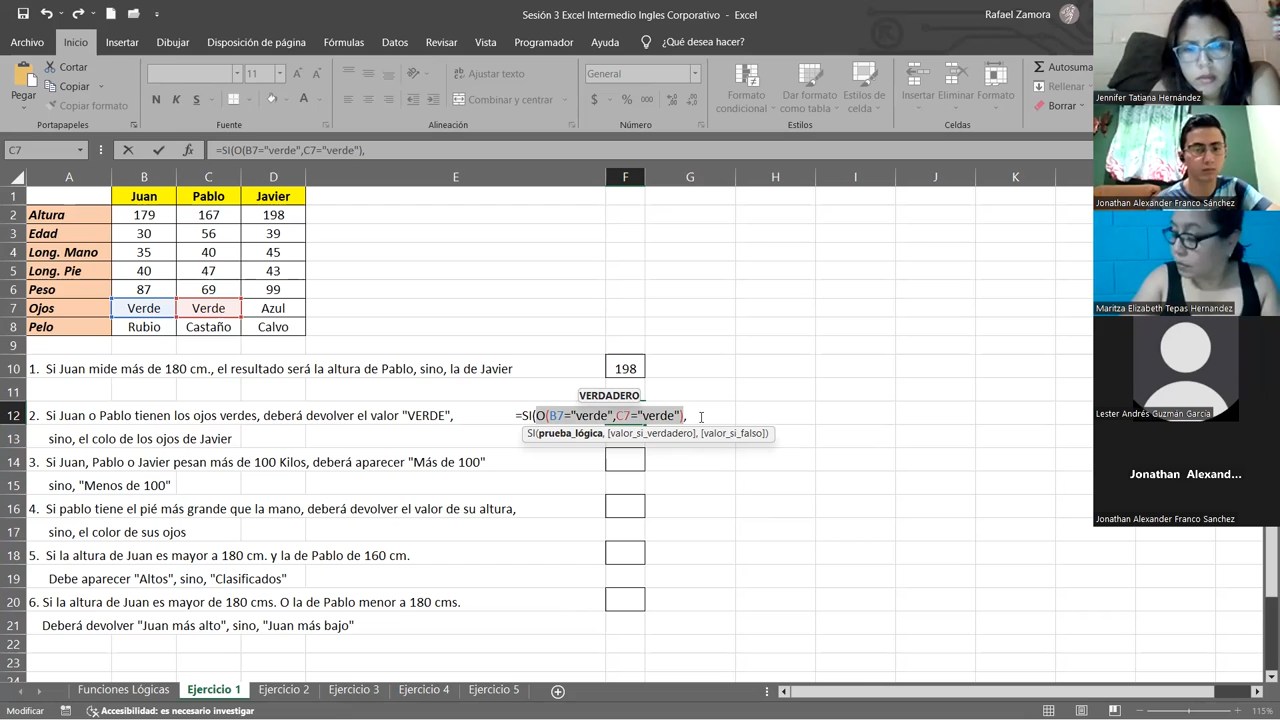 Sesión 3 Excel Intermedio Ingles Corporativo - Excel
Rafael Zamora
Archivo Inicio Insertar Dibujar Disposición de página Fórmulas Datos Revisar Vista Programador Ayuda ¿Qué desea hacer?
Pegar
Cortar
Copiar
Copiar formato
Portapapeles
11
N K S
Fuente
Ajustar texto
Combinar y centrar
Alineación
General
$ % 000
Número
Formato condicional
Dar formato como tabla
Estilos de celda
Estilos
Insertar Eliminar Formato
Celdas
Autosuma
Rellenar
Borrar
C7
=SI(O(B7="verde",C7="verde"),
A B C D E F G H I J K
1 Juan Pablo Javier
2 Altura 179 167 198
3 Edad 30 56 39
4 Long. Mano 35 40 45
5 Long. Pie 40 47 43
6 Peso 87 69 99
7 Ojos Verde Verde Azul
8 Pelo Rubio Castaño Calvo
9
10 1. Si Juan mide más de 180 cm., el resultado será la altura de Pablo, sino, la de Javier 198
11
VERDADERO
12 2. Si Juan o Pablo tienen los ojos verdes, deberá devolver el valor "VERDE", =SI(O(B7="verde",C7="verde"),
SI(prueba_lógica, [valor_si_verdadero], [valor_si_falso])
13 sino, el colo de los ojos de Javier
14 3. Si Juan, Pablo o Javier pesan más de 100 Kilos, deberá aparecer "Más de 100"
15 sino, "Menos de 100"
16 4. Si pablo tiene el pié más grande que la mano, deberá devolver el valor de su altura,
17 sino, el color de sus ojos
18 5. Si la altura de Juan es mayor a 180 cm. y la de Pablo de 160 cm.
19 Debe aparecer "Altos", sino, "Clasificados"
20 6. Si la altura de Juan es mayor de 180 cms. O la de Pablo menor a 180 cms.
21 Deberá devolver "Juan más alto", sino, "Juan más bajo"
22
23
Funciones Lógicas Ejercicio 1 Ejercicio 2 Ejercicio 3 Ejercicio 4 Ejercicio 5
Modificar Accesibilidad: es necesario investigar
115%
Jennifer Tatiana Hernández
Jonathan Alexander Franco Sánchez
Maritza Elizabeth Tepas Hernandez
Lester Andrés Guzmán García
Jonathan Alexand...
Jonathan Alexander Franco Sanchez